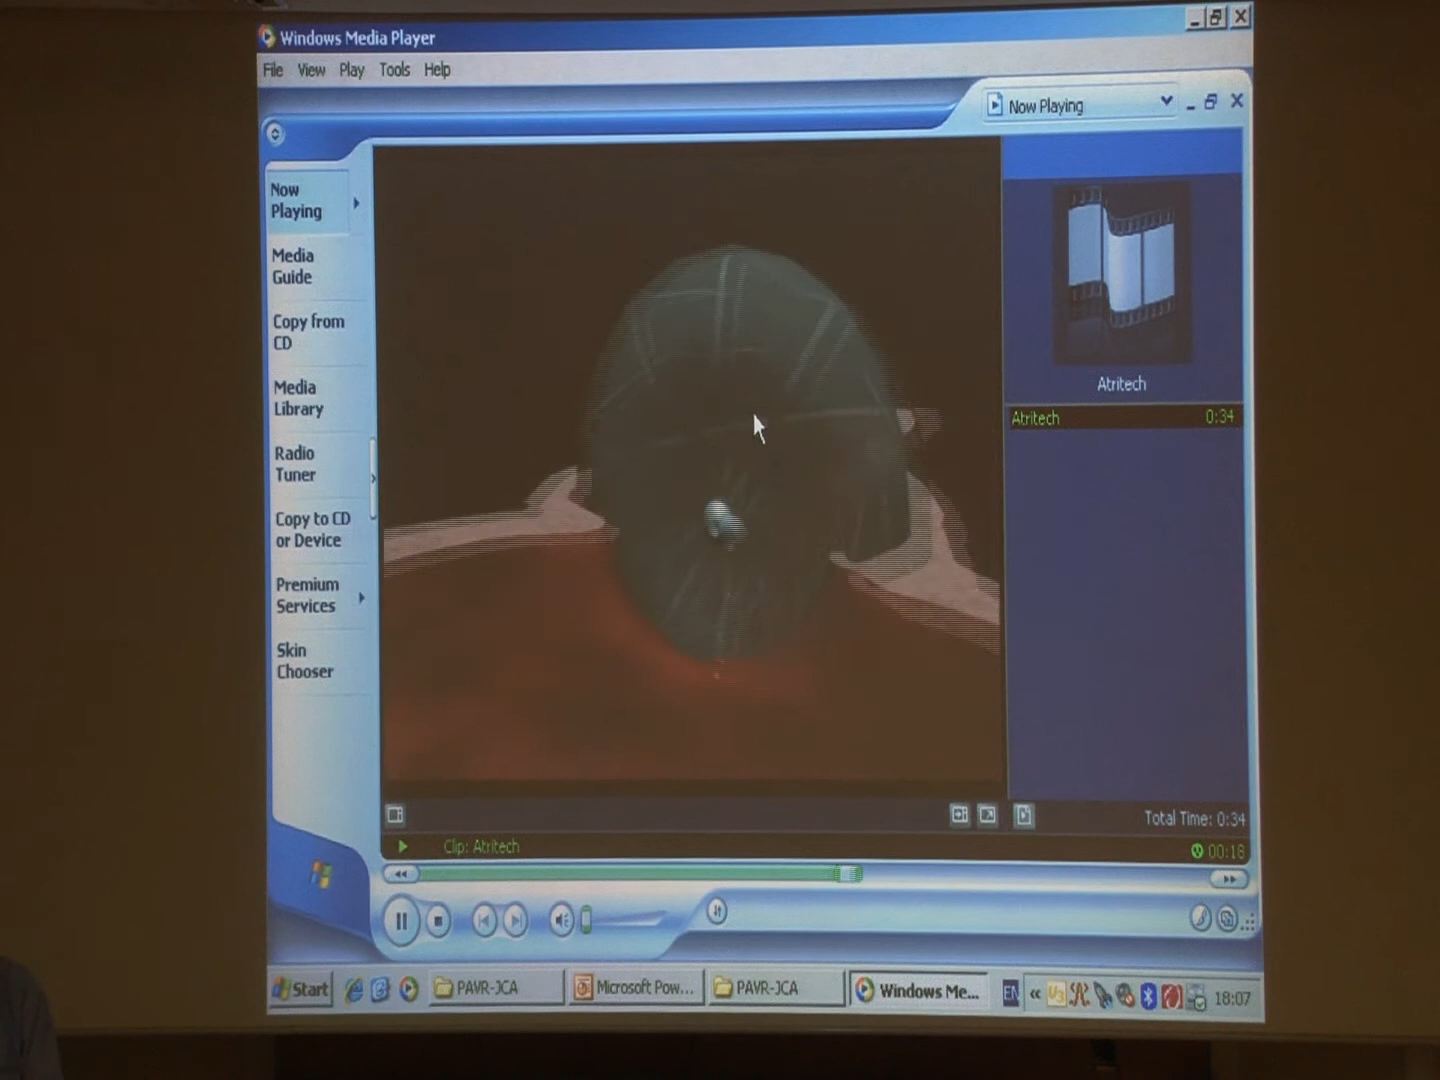 Windows Media Player
File View Play Tools Help
Now Playing
Now
Playing
Media
Guide
Copy from
CD
Media
Library
Radio
Tuner
Copy to CD
or Device
Premium
Services
Skin
Chooser
Atritech
Atritech 0:34
Total Time: 0:34
Clip: Atritech 00:18
Start PAVR-JCA Microsoft Pow... PAVR-JCA Windows Me... EN « U3 18:07